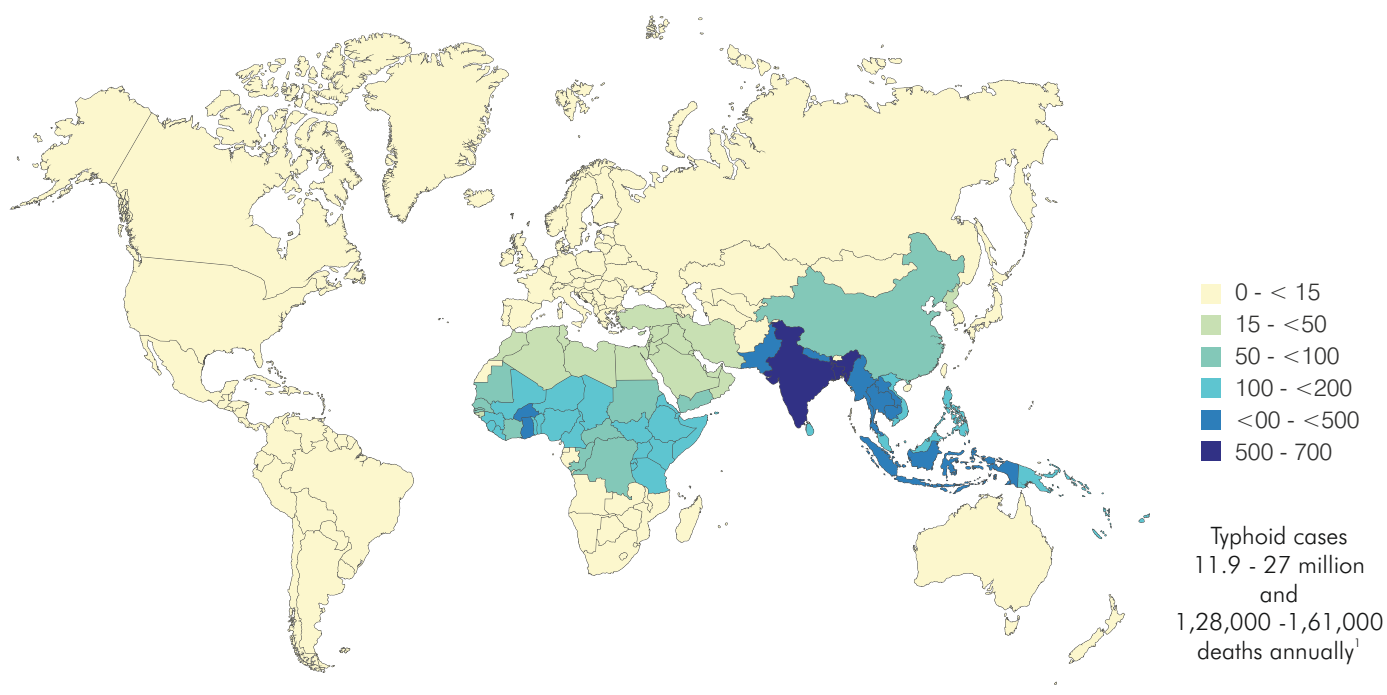 0 - < 15
15 - <50
50 - <100
100 - <200
<00 - <500
500 - 700
Typhoid cases
11.9 - 27 million
and
1,28,000 -1,61,000
deaths annually¹